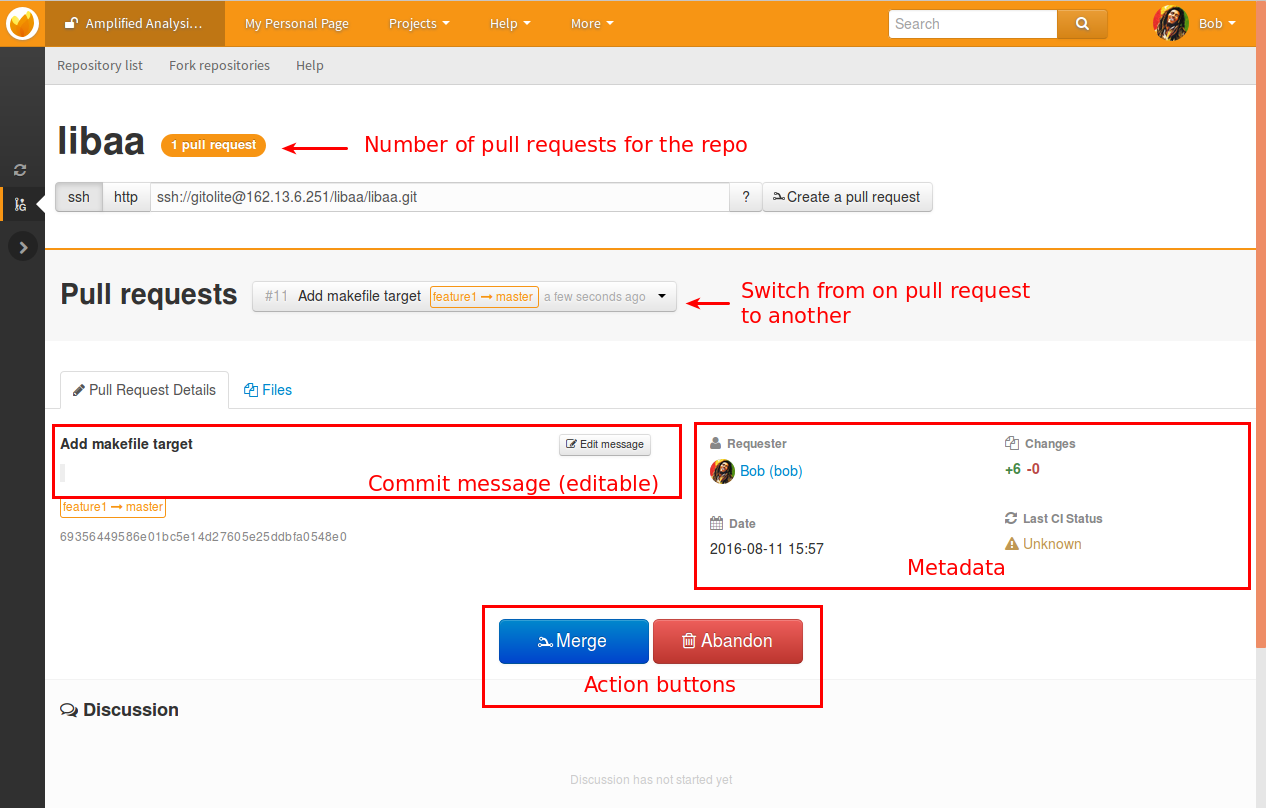 Amplified Analysi... My Personal Page Projects Help More Search Bob
Repository list Fork repositories Help
libaa 1 pull request Number of pull requests for the repo
ssh http ssh://gitolite@162.13.6.251/libaa/libaa.git ? Create a pull request
Pull requests #11 Add makefile target feature1 → master a few seconds ago
Switch from on pull request
to another
Pull Request Details Files
Add makefile target Edit message
Commit message (editable)
feature1 → master
69356449586e01bc5e14d27605e25ddbfa0548e0
Requester
Bob (bob)
Date
2016-08-11 15:57
Changes
+6 -0
Last CI Status
Unknown
Metadata
Merge Abandon
Action buttons
Discussion
Discussion has not started yet